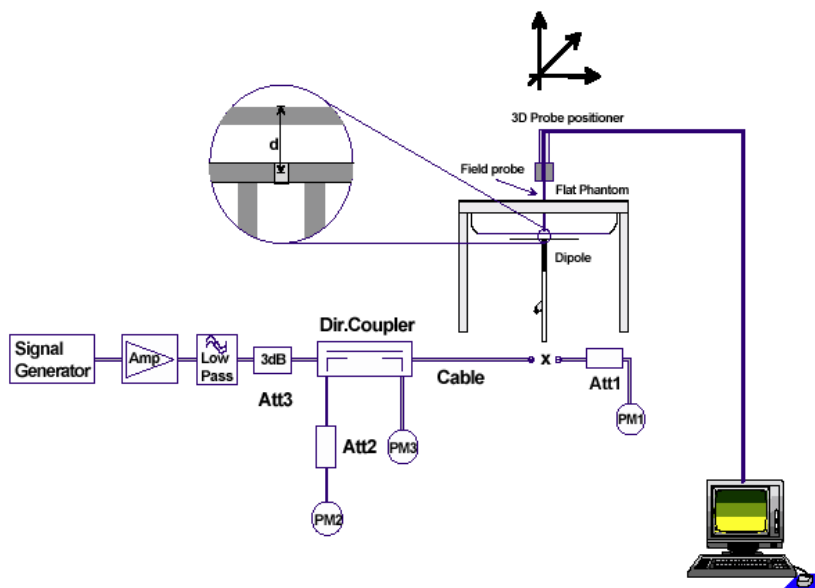 3D Probe positioner
d
Field probe
Flat Phantom
Dipole
Dir.Coupler
Signal
Generator
Amp
Low
Pass
3dB
Att3
Cable
x
Att1
PM1
Att2
PM3
PM2